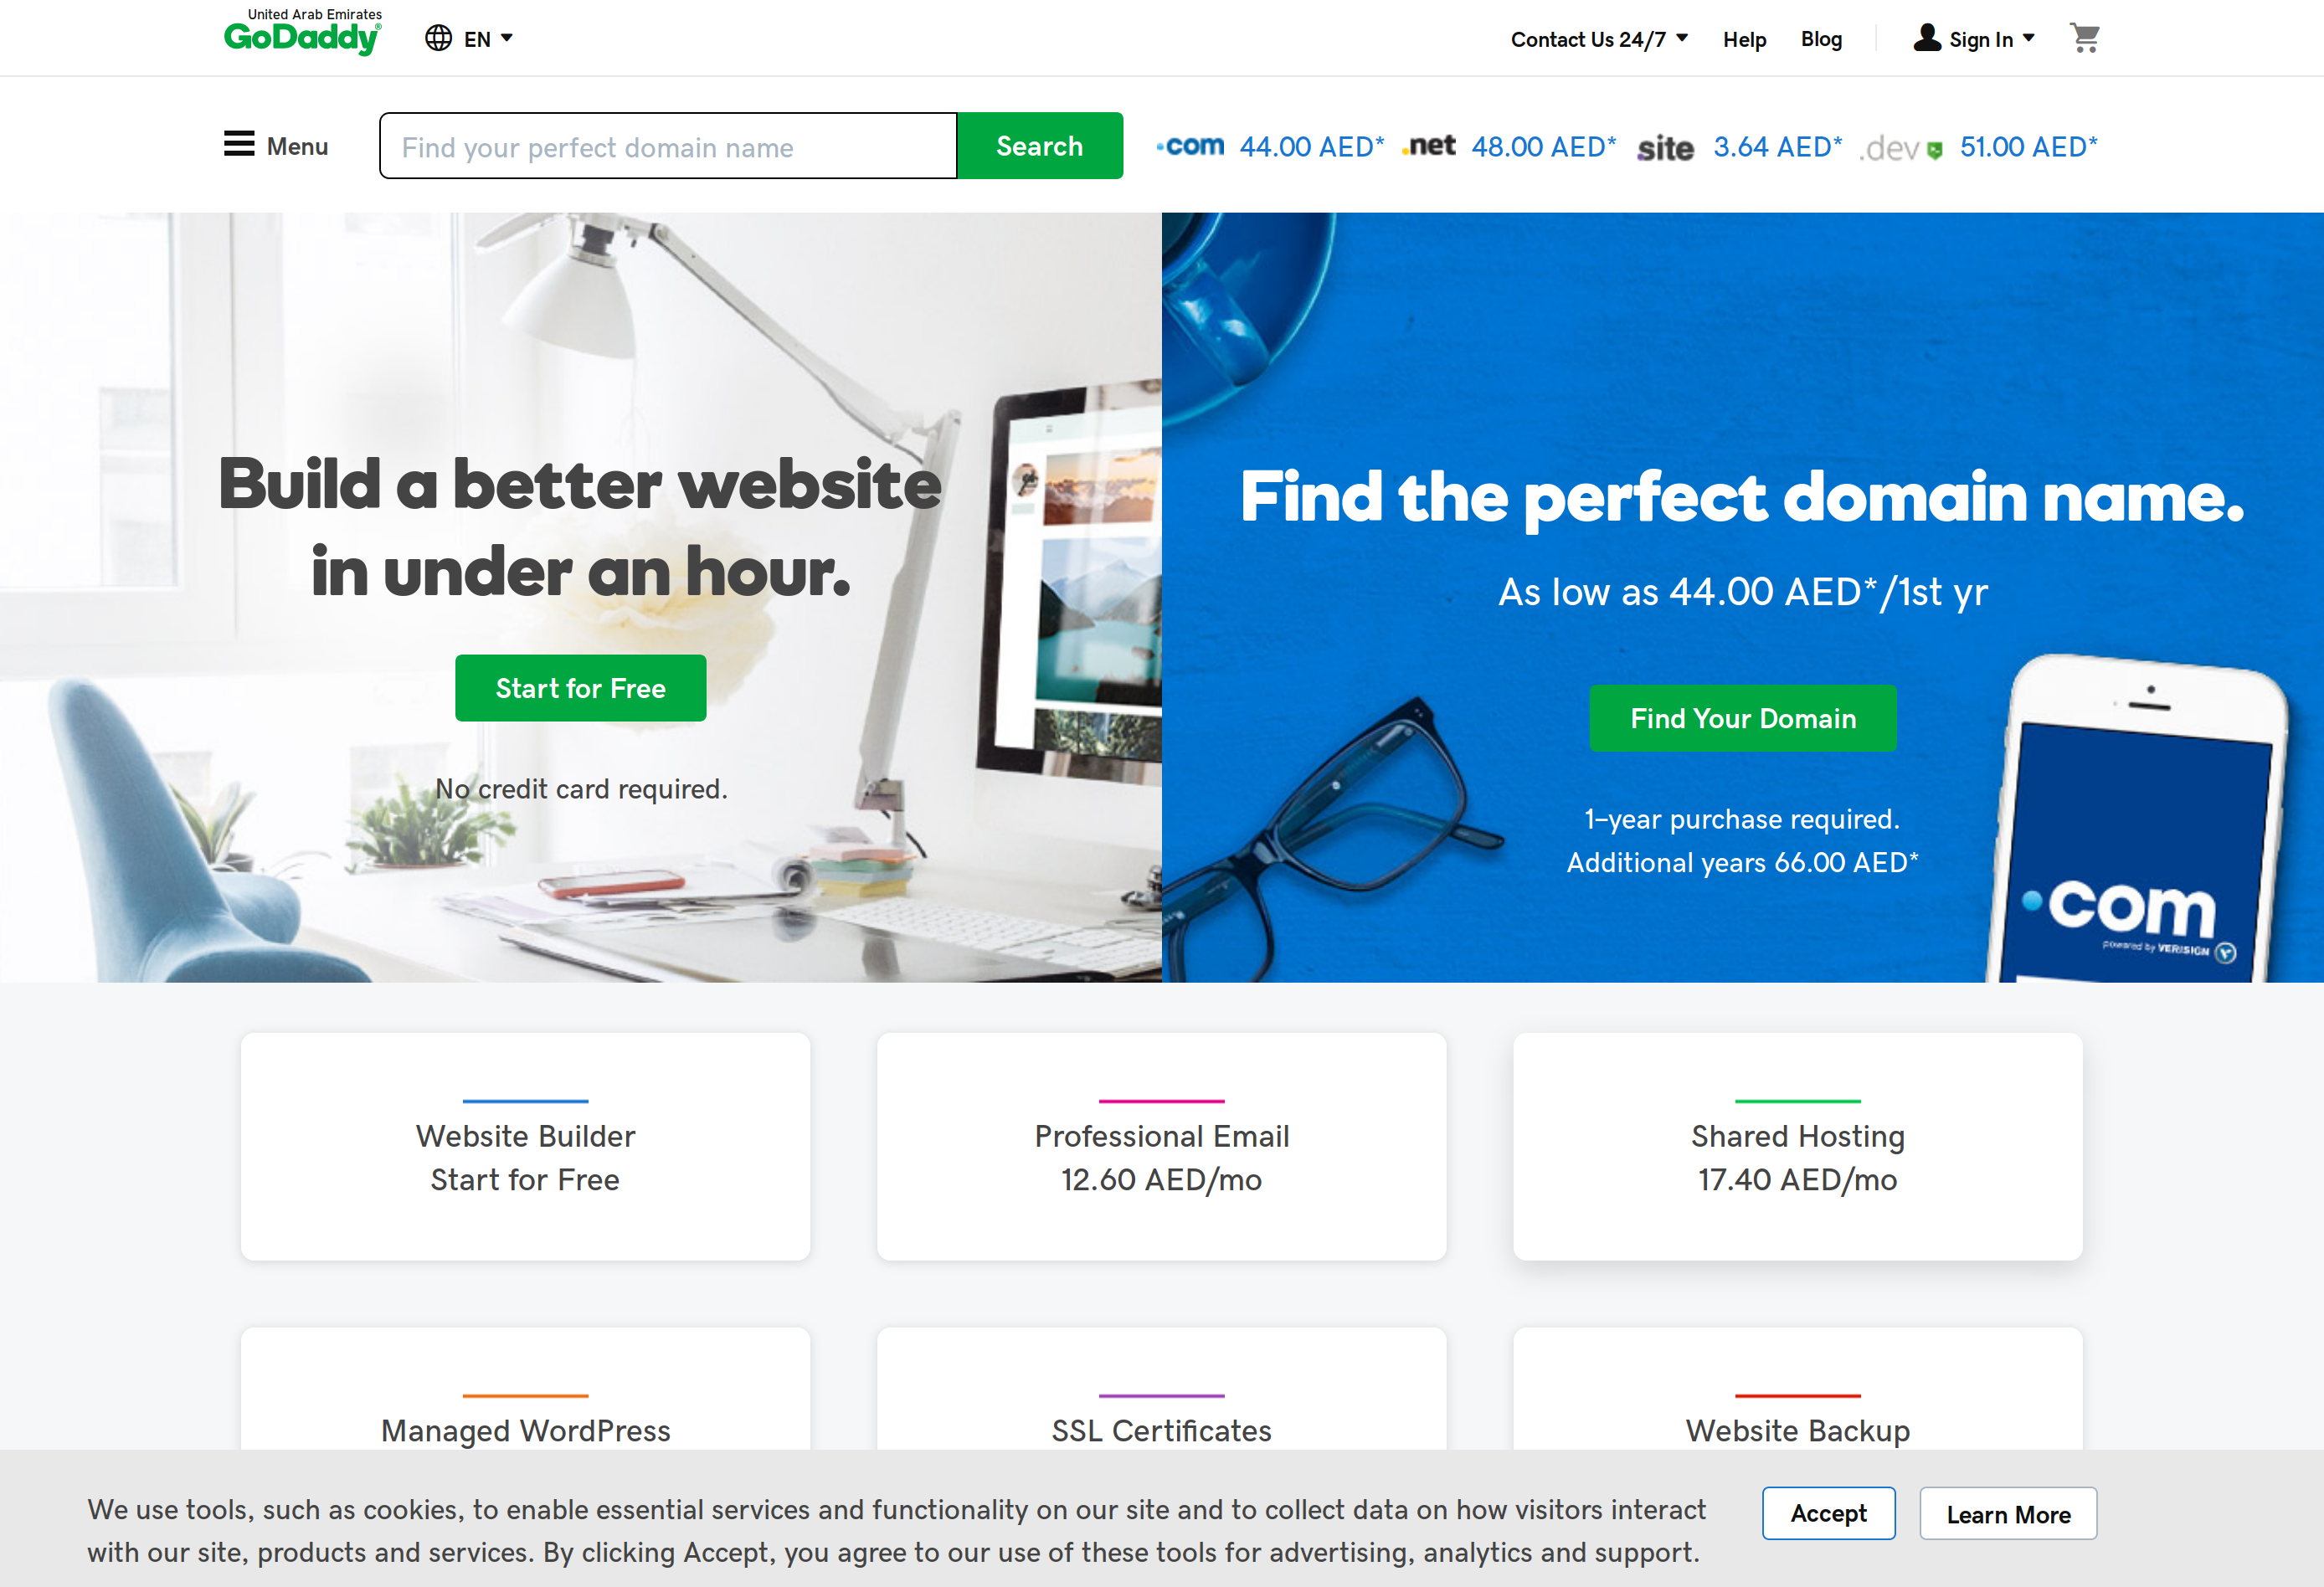 United Arab Emirates
GoDaddy®
EN
Contact Us 24/7
Help
Blog
Sign In
Menu
Find your perfect domain name
Search
.com 44.00 AED*
.net 48.00 AED*
.site 3.64 AED*
.dev 51.00 AED*
Build a better website
in under an hour.
Start for Free
No credit card required.
Find the perfect domain name.
As low as 44.00 AED*/1st yr
Find Your Domain
1-year purchase required.
Additional years 66.00 AED*
.com
powered by VERISIGN
Website Builder
Start for Free
Professional Email
12.60 AED/mo
Shared Hosting
17.40 AED/mo
Managed WordPress
SSL Certificates
Website Backup
We use tools, such as cookies, to enable essential services and functionality on our site and to collect data on how visitors interact
with our site, products and services. By clicking Accept, you agree to our use of these tools for advertising, analytics and support.
Accept
Learn More